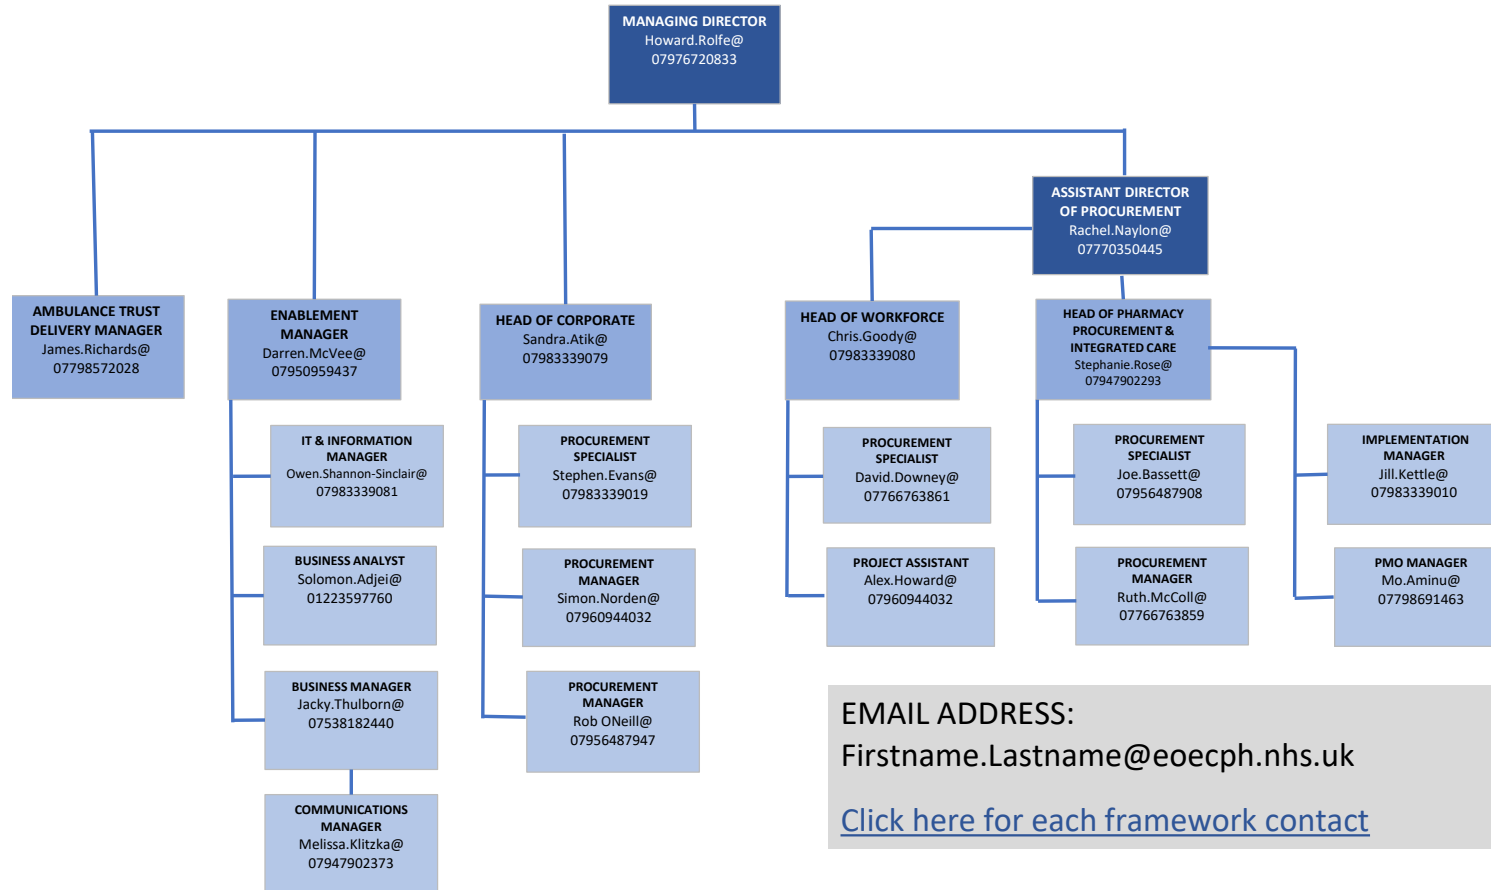 MANAGING DIRECTOR
Howard.Rolfe@
07976720833
ASSISTANT DIRECTOR
OF PROCUREMENT
Rachel.Naylon@
07770350445
AMBULANCE TRUST
DELIVERY MANAGER
James.Richards@
07798572028
ENABLEMENT
MANAGER
Darren.McVee@
07950959437
HEAD OF CORPORATE
Sandra.Atik@
07983339079
HEAD OF WORKFORCE
Chris.Goody@
07983339080
HEAD OF PHARMACY
PROCUREMENT &
INTEGRATED CARE
Stephanie.Rose@
07947902293
IT & INFORMATION
MANAGER
Owen.Shannon-Sinclair@
07983339081
PROCUREMENT
SPECIALIST
Stephen.Evans@
07983339019
PROCUREMENT
SPECIALIST
David.Downey@
07766763861
PROCUREMENT
SPECIALIST
Joe.Bassett@
07956487908
IMPLEMENTATION
MANAGER
Jill.Kettle@
07983339010
BUSINESS ANALYST
Solomon.Adjei@
01223597760
PROCUREMENT
MANAGER
Simon.Norden@
07960944032
PROJECT ASSISTANT
Alex.Howard@
07960944032
PROCUREMENT
MANAGER
Ruth.McColl@
07766763859
PMO MANAGER
Mo.Aminu@
07798691463
BUSINESS MANAGER
Jacky.Thulborn@
07538182440
PROCUREMENT
MANAGER
Rob ONeill@
07956487947
COMMUNICATIONS
MANAGER
Melissa.Klitzka@
07947902373
EMAIL ADDRESS:
Firstname.Lastname@eoecph.nhs.uk
Click here for each framework contact